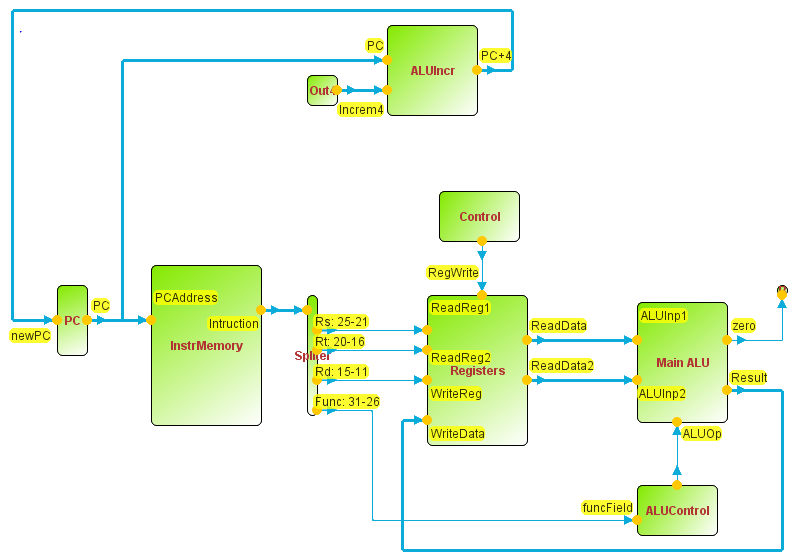 PC
ALUIncr
PC+4
Out4
Increm4
Control
RegWrite
PC
newPC
PC
PCAddress
Intruction
InstrMemory
Spliter
Rs: 25-21
Rt: 20-16
Rd: 15-11
Func: 31-26
ReadReg1
ReadReg2
Registers
WriteReg
WriteData
ReadData
ReadData2
ALUInp1
Main ALU
ALUInp2
zero
Result
ALUOp
funcField
ALUControl